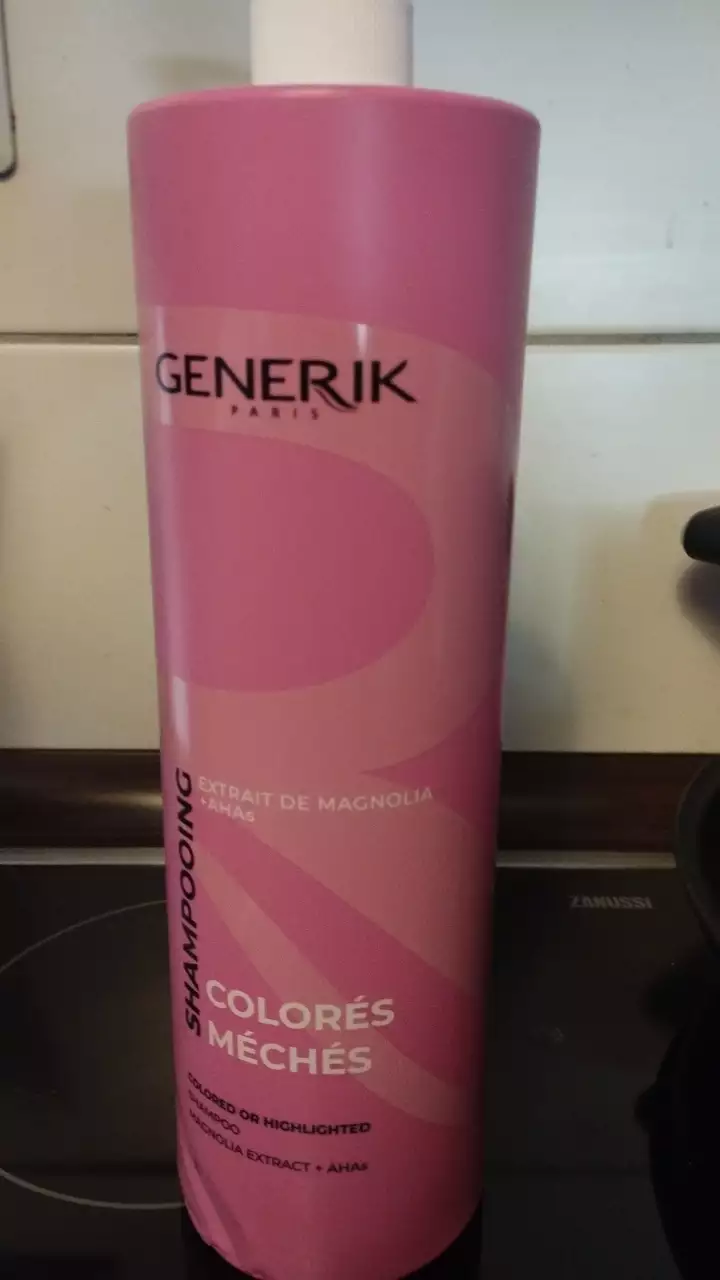 GENERIK
PARIS
EXTRAIT DE MAGNOLIA
+AHAs
SHAMPOOING
COLORÉS
MÉCHÉS
COLORED OR HIGHLIGHTED
SHAMPOO
MAGNOLIA EXTRACT + AHAs
ZANUSSI